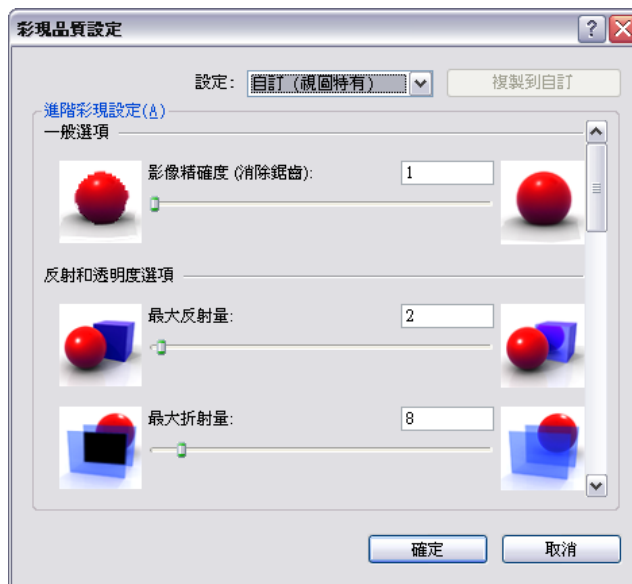 彩現品質設定
設定: 自訂 (視圖特有) 複製到自訂
進階彩現設定(A)
一般選項
影像精確度 (消除鋸齒): 1
反射和透明度選項
最大反射量: 2
最大折射量: 8
確定 取消